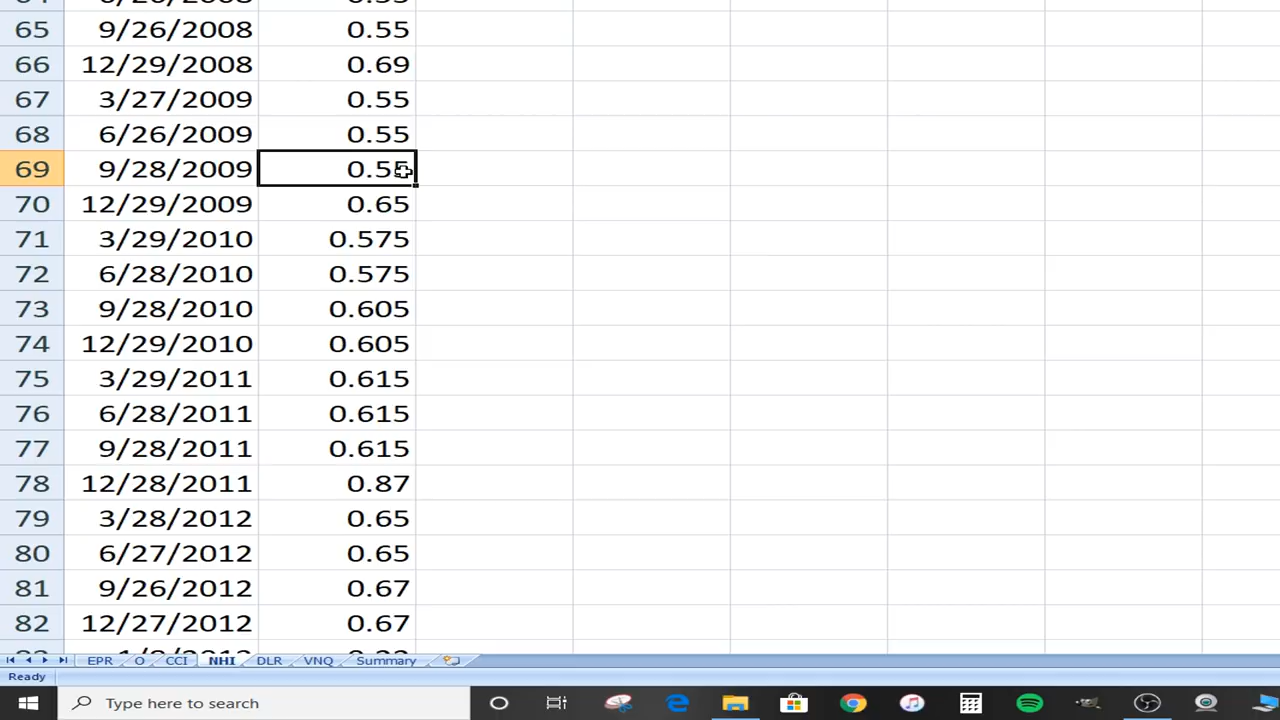 65 9/26/2008 0.55
66 12/29/2008 0.69
67 3/27/2009 0.55
68 6/26/2009 0.55
69 9/28/2009 0.55
70 12/29/2009 0.65
71 3/29/2010 0.575
72 6/28/2010 0.575
73 9/28/2010 0.605
74 12/29/2010 0.605
75 3/29/2011 0.615
76 6/28/2011 0.615
77 9/28/2011 0.615
78 12/28/2011 0.87
79 3/28/2012 0.65
80 6/27/2012 0.65
81 9/26/2012 0.67
82 12/27/2012 0.67
EPR O CCI NHI DLR VNQ Summary
Ready
Type here to search